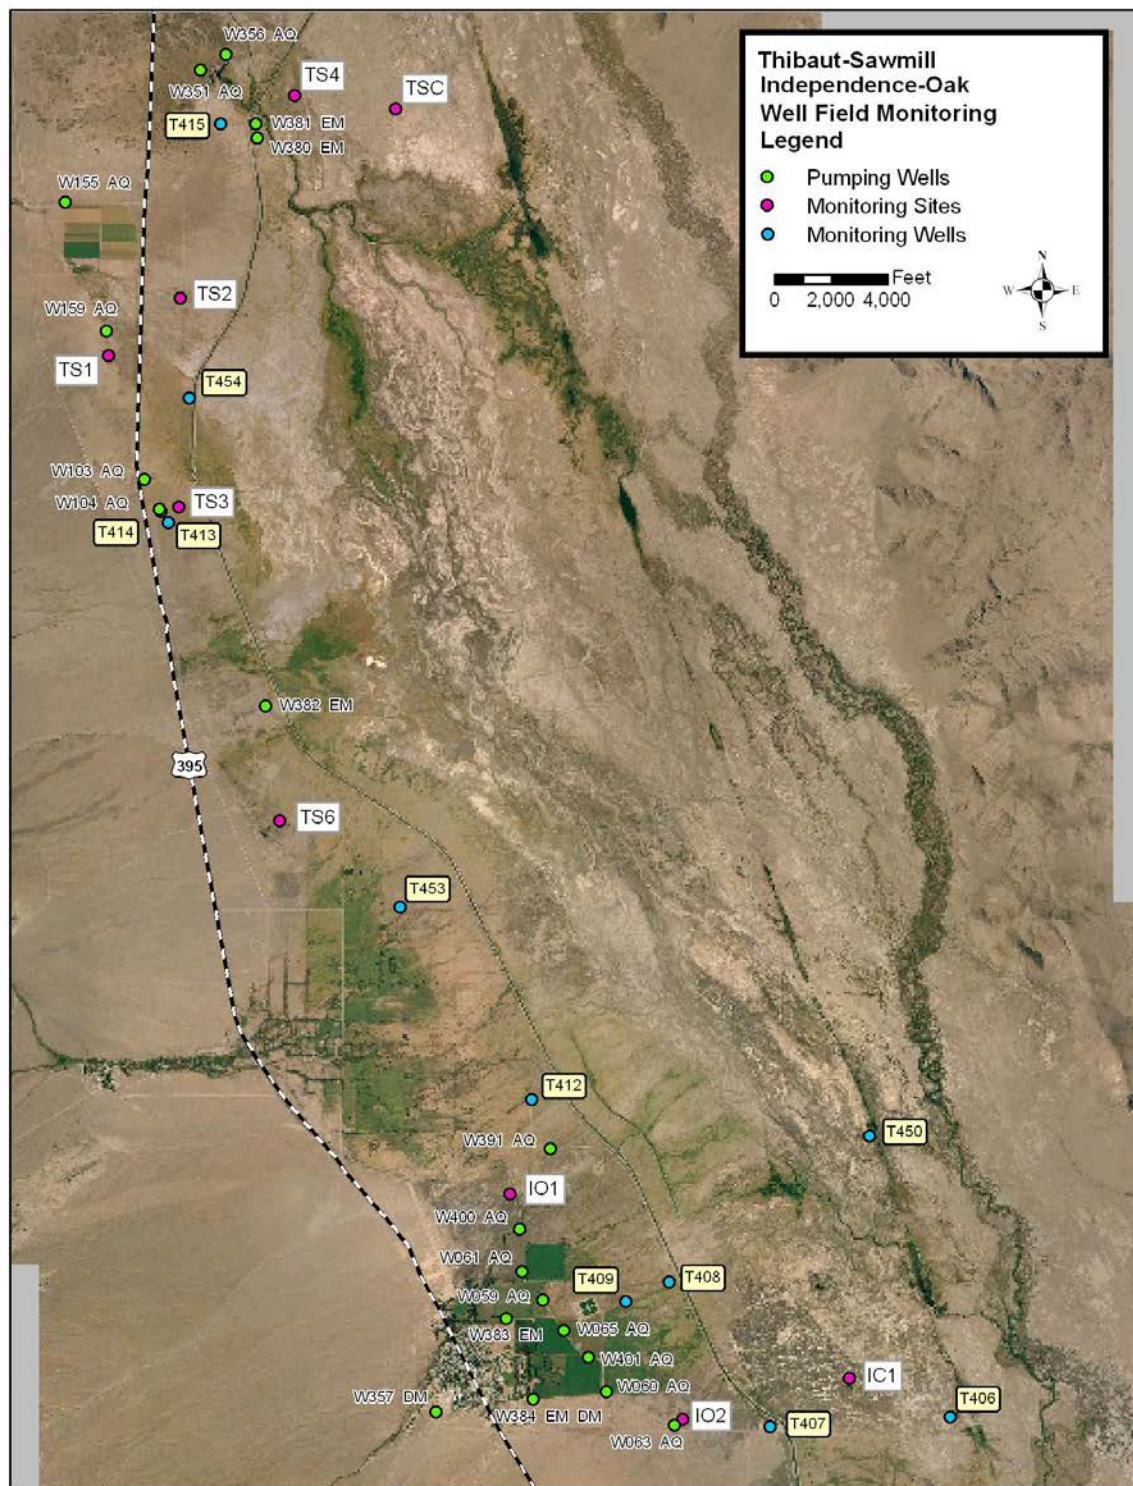 W356 AQ
TS4
TSC
W351 AQ
T415
W381 EM
W380 EM
Thibaut-Sawmill
Independence-Oak
Well Field Monitoring
Legend
Pumping Wells
Monitoring Sites
Monitoring Wells
Feet
0 2,000 4,000
N
W E
S
W155 AQ
TS2
W159 AQ
TS1
T454
W103 AQ
W104 AQ
TS3
T414
T413
W382 EM
395
TS6
T453
T412
W391 AQ
T450
IO1
W400 AQ
W061 AQ
T409
T408
W059 AQ
W383 EM
W065 AQ
W401 AQ
IC1
W357 DM
W060 AQ
W384 EM DM
IO2
T406
T407
W063 AQ